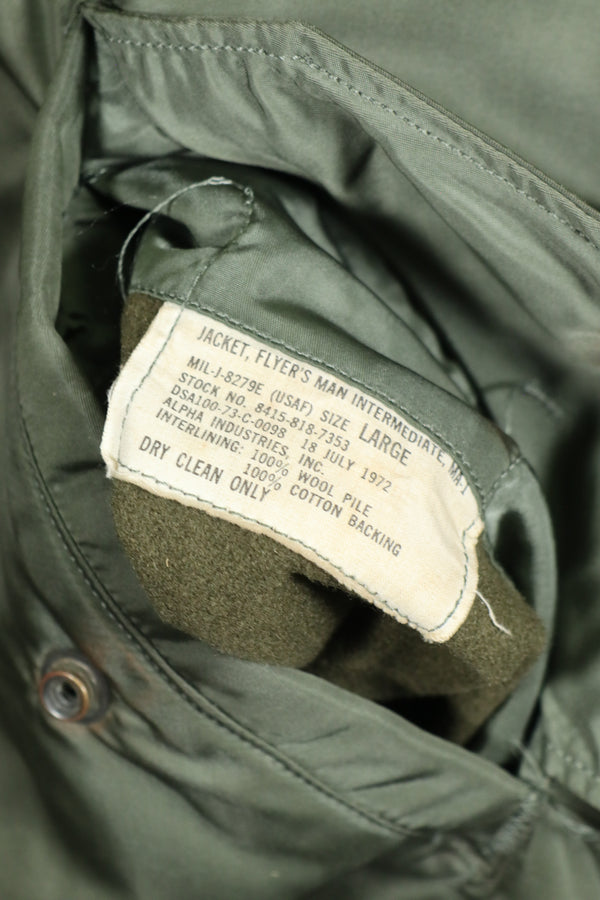 JACKET, FLYER'S MAN INTERMEDIATE, MA.1
MIL-J-8279E (USAF) SIZE LARGE
STOCK NO. 8415-818-7353
DSA100-73-C-0098 18 JULY 1972
ALPHA INDUSTRIES, INC.
INTERLINING: 100% WOOL PILE
100% COTTON BACKING
DRY CLEAN ONLY